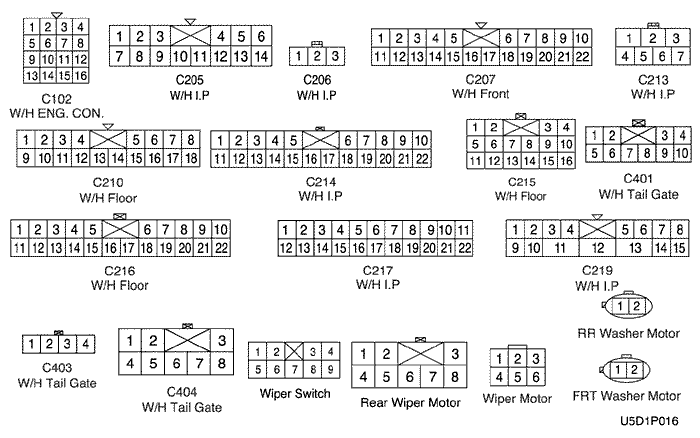 1 2 3 4
5 6 7 8
9 10 11 12
13 14 15 16
C102
W/H ENG. CON.
1 2 3 4 5 6
7 8 9 10 11 12 13 14
C205
W/H I.P
1 2 3
C206
W/H I.P
1 2 3 4 5 6 7 8 9 10
11 12 13 14 15 16 17 18 19 20 21 22
C207
W/H Front
1 2 3
4 5 6 7
C213
W/H I.P
1 2 3 4 5 6 7 8
9 10 11 12 13 14 15 16 17 18
C210
W/H Floor
1 2 3 4 5 6 7 8 9 10
11 12 13 14 15 16 17 18 19 20 21 22
C214
W/H I.P
1 2 3 4
5 6 7 8 9 10
11 12 13 14 15 16
C215
W/H Floor
1 2 3 4
5 6 7 8 9 10
C401
W/H Tail Gate
1 2 3 4 5 6 7 8 9 10
11 12 13 14 15 16 17 18 19 20 21 22
C216
W/H Floor
1 2 3 4 5 6 7 8 9 10 11
12 13 14 15 16 17 18 19 20 21 22
C217
W/H I.P
1 2 3 4 5 6 7 8
9 10 11 12 13 14 15
C219
W/H I.P
1 2
RR Washer Motor
1 2 3 4
C403
W/H Tail Gate
1 2 3
4 5 6 7 8
C404
W/H Tail Gate
1 2 3 4
5 6 7 8 9
Wiper Switch
1 2 3
4 5 6 7 8
Rear Wiper Motor
1 2 3
4 5 6
Wiper Motor
1 2
FRT Washer Motor
U5D1P016